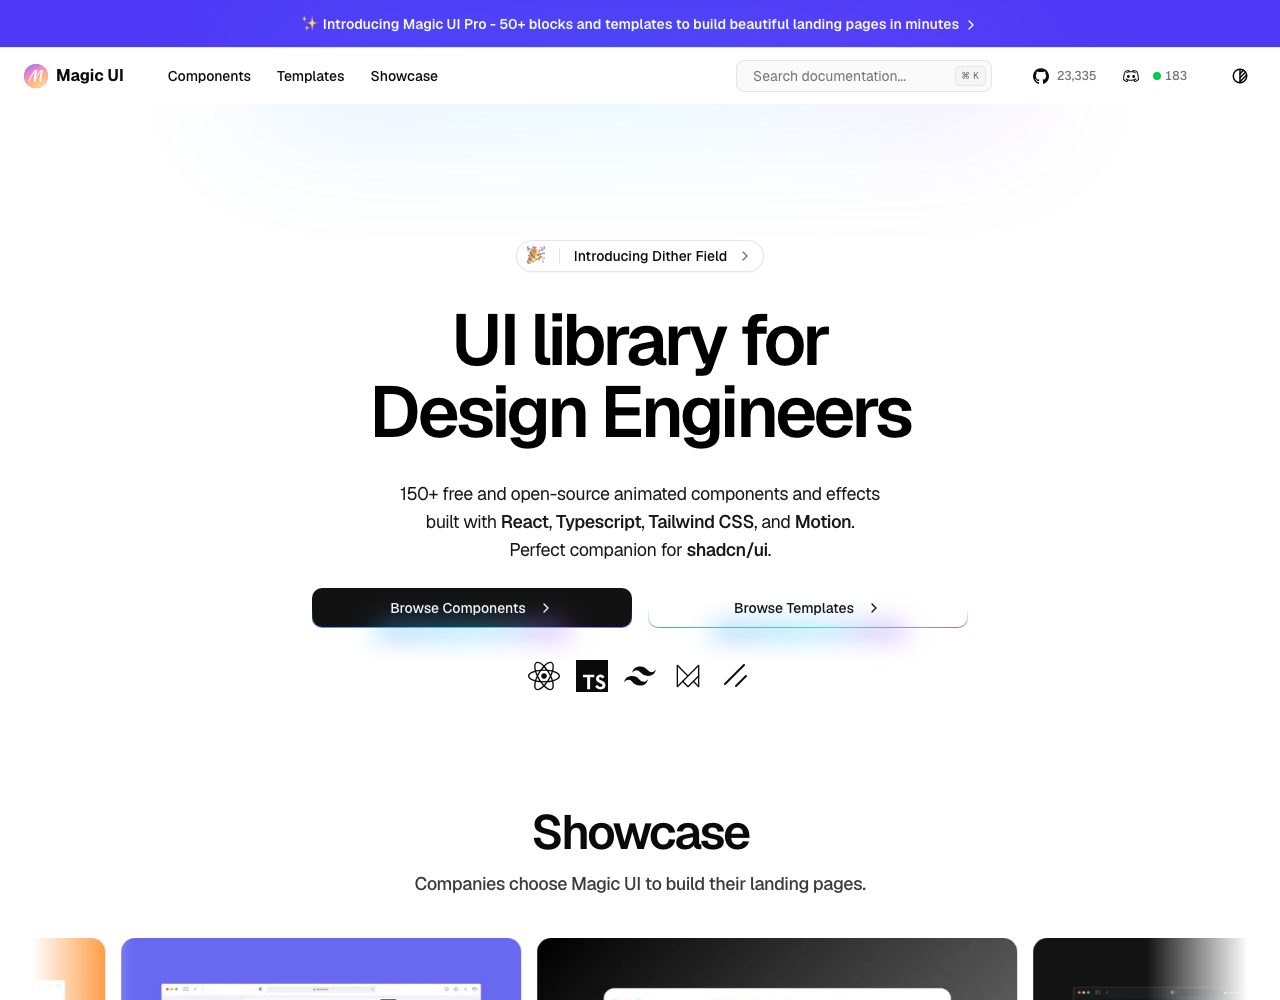 ✨ Introducing Magic UI Pro - 50+ blocks and templates to build beautiful landing pages in minutes
Magic UI
Components
Templates
Showcase
Search documentation...
⌘ K
23,335
183
🎉 Introducing Dither Field
UI library for
Design Engineers
150+ free and open-source animated components and effects
built with React, Typescript, Tailwind CSS, and Motion.
Perfect companion for shadcn/ui.
Browse Components
Browse Templates
TS
Showcase
Companies choose Magic UI to build their landing pages.